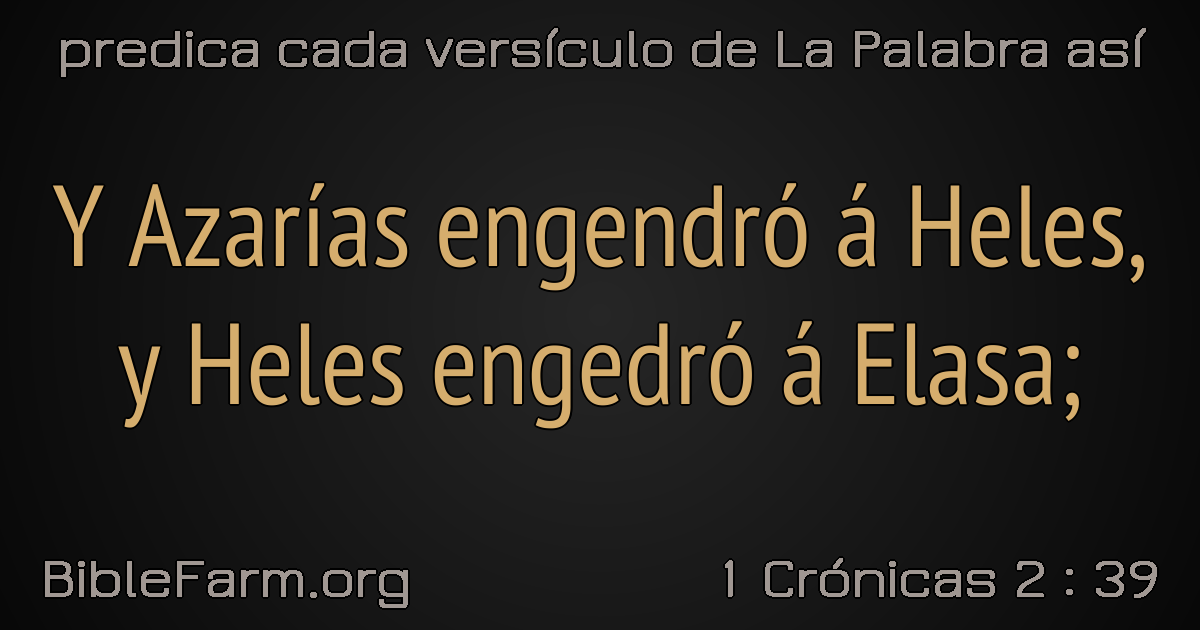 predica cada versículo de La Palabra así
Y Azarías engendró á Heles,
y Heles engedró á Elasa;
BibleFarm.org
1 Crónicas 2 : 39